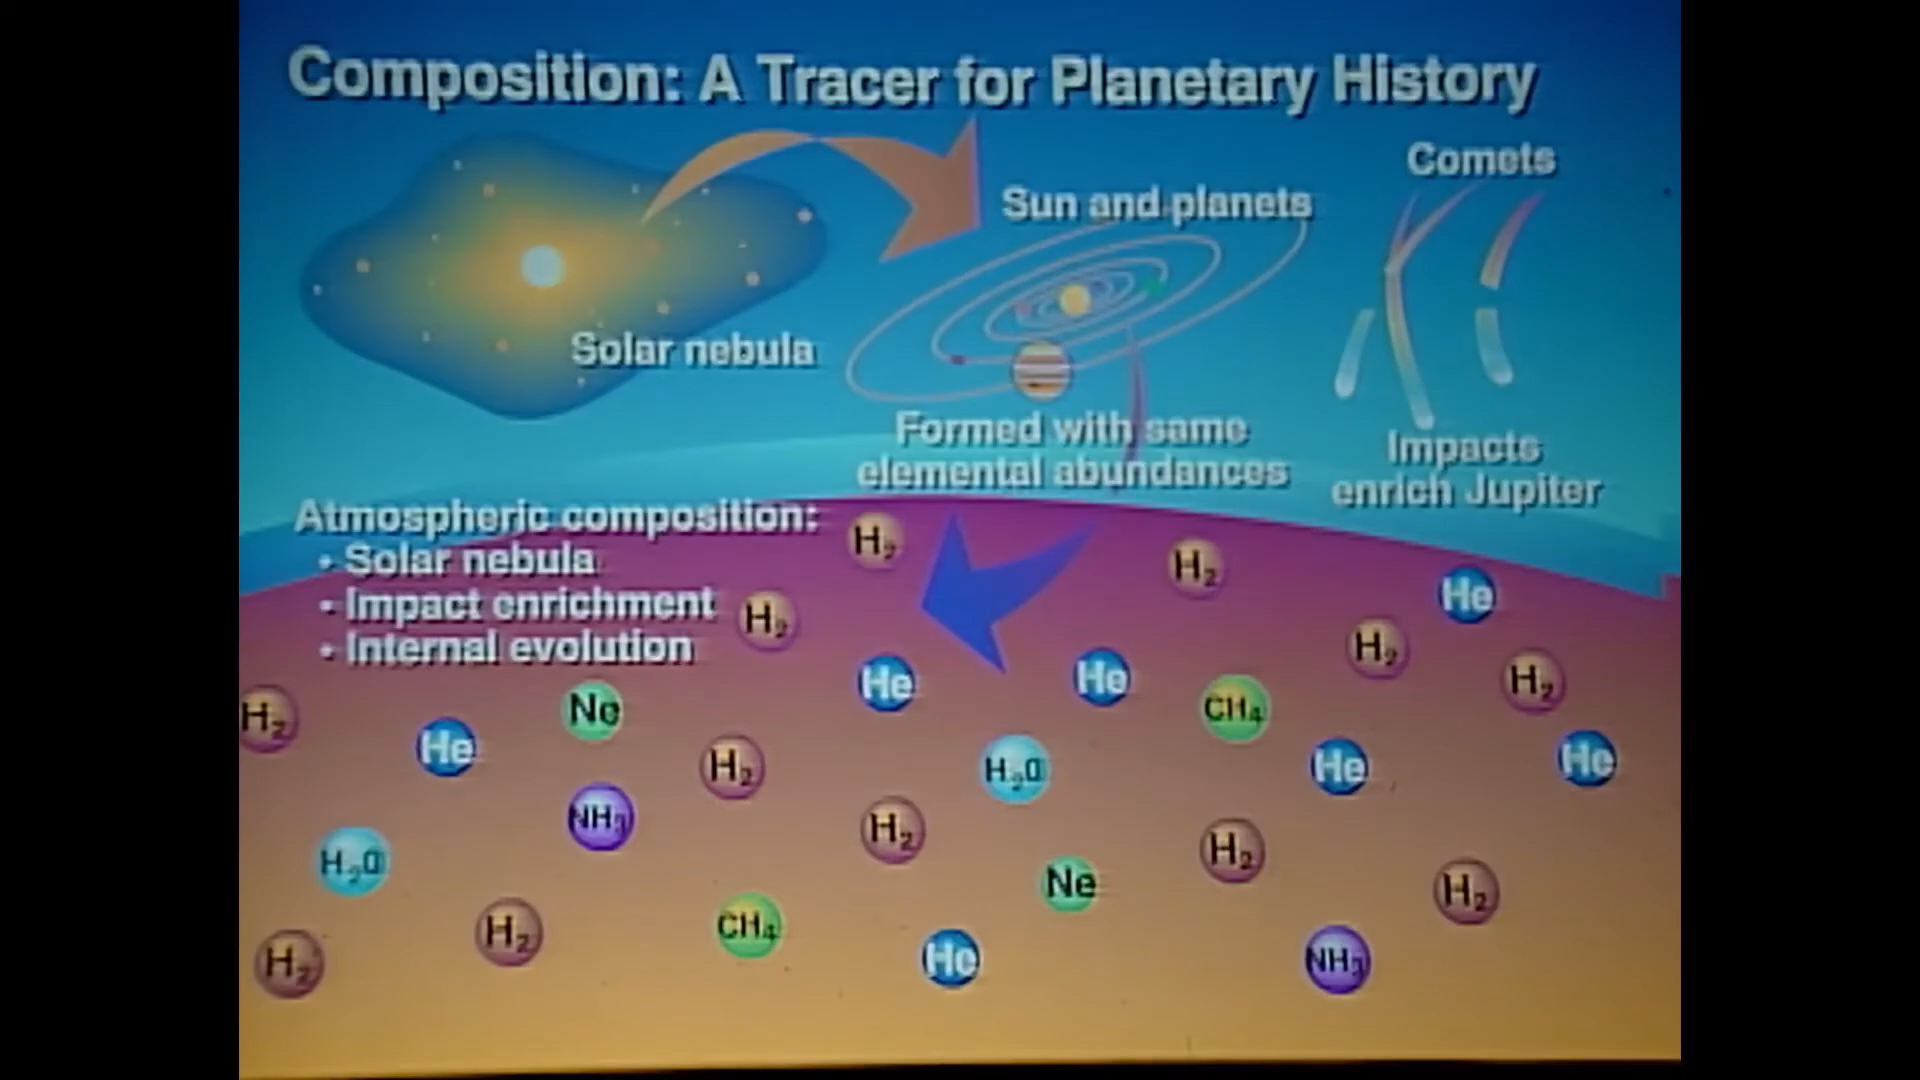 Composition: A Tracer for Planetary History
Comets
Sun and planets
Solar nebula
Formed with same
elemental abundances
Impacts
enrich Jupiter
Atmospheric composition:
• Solar nebula
• Impact enrichment
• Internal evolution
H₂
H₂
He
H₂
H₂
He
He
H₂
H₂
Ne
CH₄
He
H₂
H₂O
He
He
NH₃
H₂
H₂
H₂O
Ne
H₂
H₂
CH₄
H₂
He
NH₃